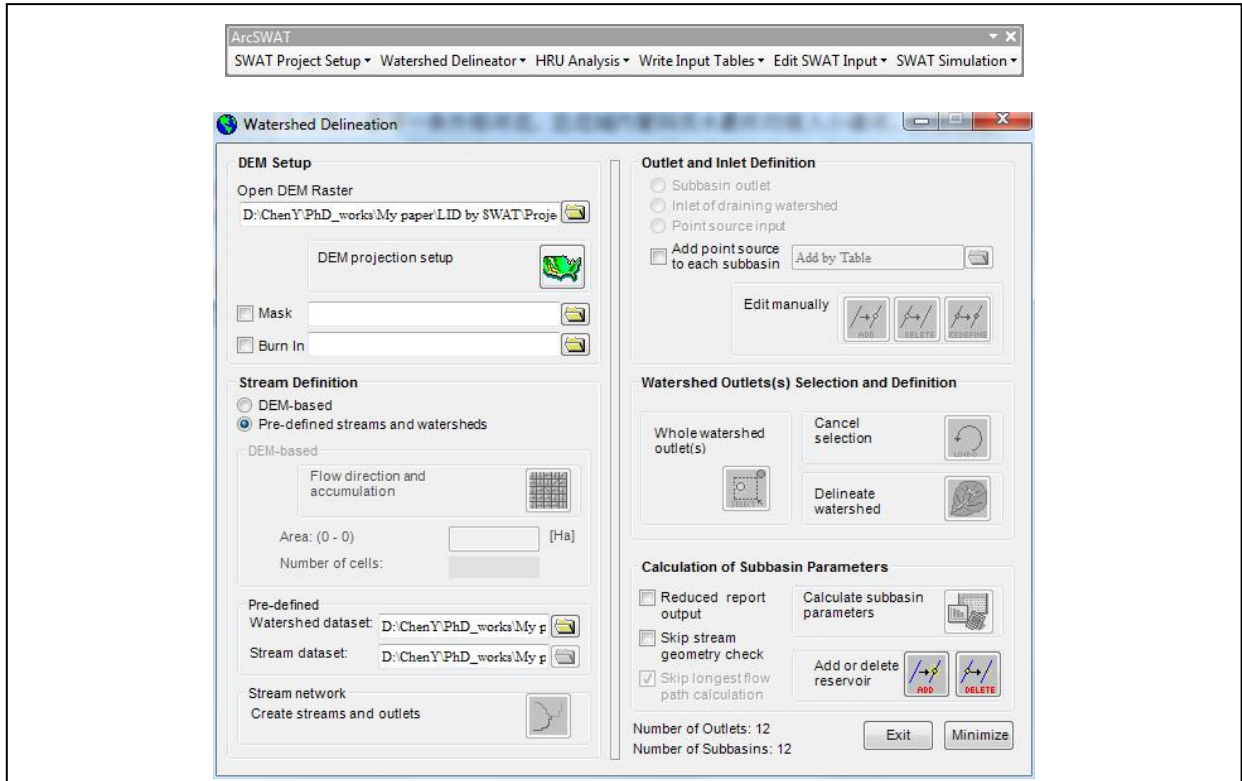 ArcSWAT
SWAT Project Setup Watershed Delineator HRU Analysis Write Input Tables Edit SWAT Input SWAT Simulation
Watershed Delineation
DEM Setup
Open DEM Raster
D:\ChenY\PhD_works\My paper\LID by SWAT\Proje
DEM projection setup
Mask
Burn In
Stream Definition
DEM-based
Pre-defined streams and watersheds
DEM-based
Flow direction and
accumulation
Area: (0 - 0) [Ha]
Number of cells:
Pre-defined
Watershed dataset: D:\ChenY\PhD_works\My p
Stream dataset: D:\ChenY\PhD_works\My p
Stream network
Create streams and outlets
Outlet and Inlet Definition
Subbasin outlet
Inlet of draining watershed
Point source input
Add point source
to each subbasin
Add by Table
Edit manually
ADD DELETE REDEFINE
Watershed Outlets(s) Selection and Definition
Whole watershed
outlet(s)
SELECT
Cancel
selection
UNDO
Delineate
watershed
Calculation of Subbasin Parameters
Reduced report
output
Skip stream
geometry check
Skip longest flow
path calculation
Calculate subbasin
parameters
Add or delete
reservoir
ADD DELETE
Number of Outlets: 12
Number of Subbasins: 12
Exit Minimize